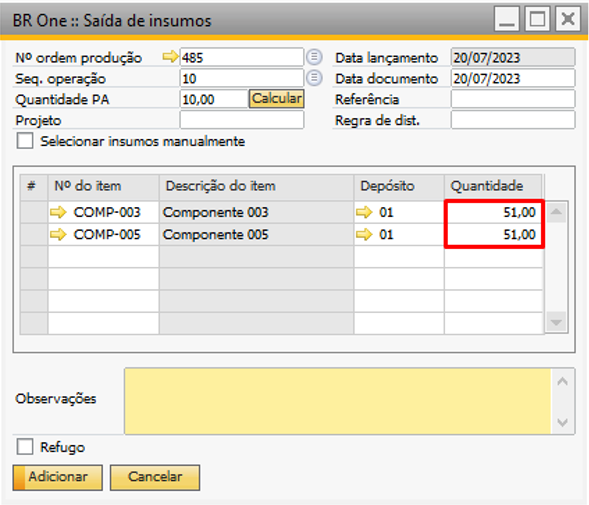 BR One :: Saída de insumos
Nº ordem produção 485 Data lançamento 20/07/2023
Seq. operação 10 Data documento 20/07/2023
Quantidade PA 10,00 Calcular Referência
Projeto Regra de dist.
Selecionar insumos manualmente
# Nº do item Descrição do item Depósito Quantidade
COMP-003 Componente 003 01 51,00
COMP-005 Componente 005 01 51,00
Observações
Refugo
Adicionar Cancelar